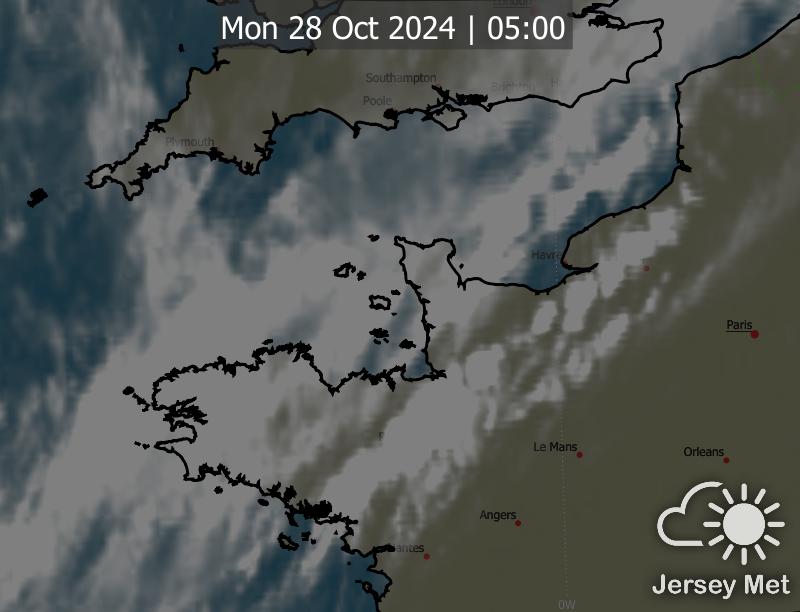 London
Mon 28 Oct 2024 | 05:00
Southampton
Brighton
Poole
Plymouth
Havre
Paris
Le Mans
Orleans
Angers
Nantes
Jersey Met
0W